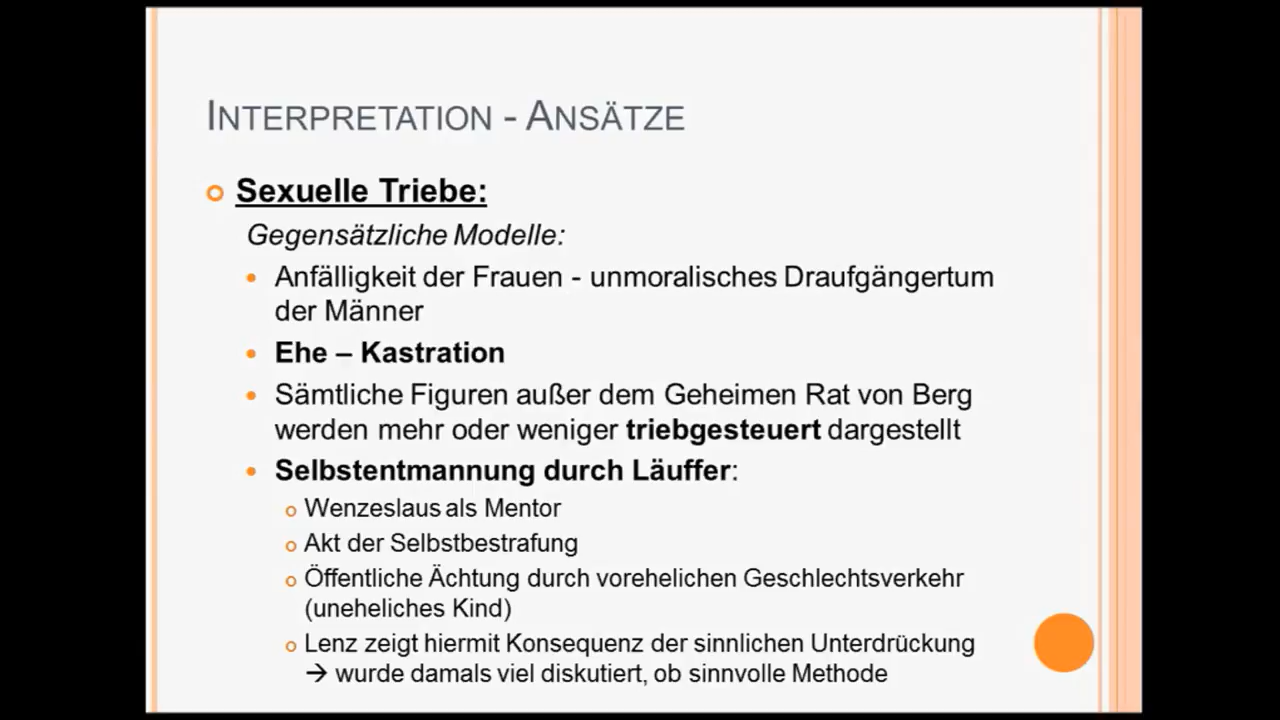 INTERPRETATION - ANSÄTZE
Sexuelle Triebe:
Gegensätzliche Modelle:
Anfälligkeit der Frauen - unmoralisches Draufgängertum
der Männer
Ehe – Kastration
Sämtliche Figuren außer dem Geheimen Rat von Berg
werden mehr oder weniger triebgesteuert dargestellt
Selbstentmannung durch Läuffer:
Wenzeslaus als Mentor
Akt der Selbstbestrafung
Öffentliche Ächtung durch vorehelichen Geschlechtsverkehr
(uneheliches Kind)
Lenz zeigt hiermit Konsequenz der sinnlichen Unterdrückung
→ wurde damals viel diskutiert, ob sinnvolle Methode